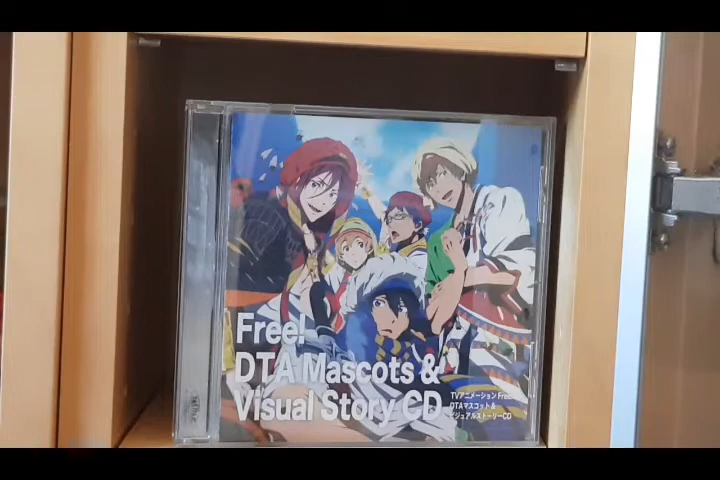 Free!
DTA Mascots &
Visual Story CD
TVアニメーション Free!
DTAマスコット&
ビジュアルストーリーCD